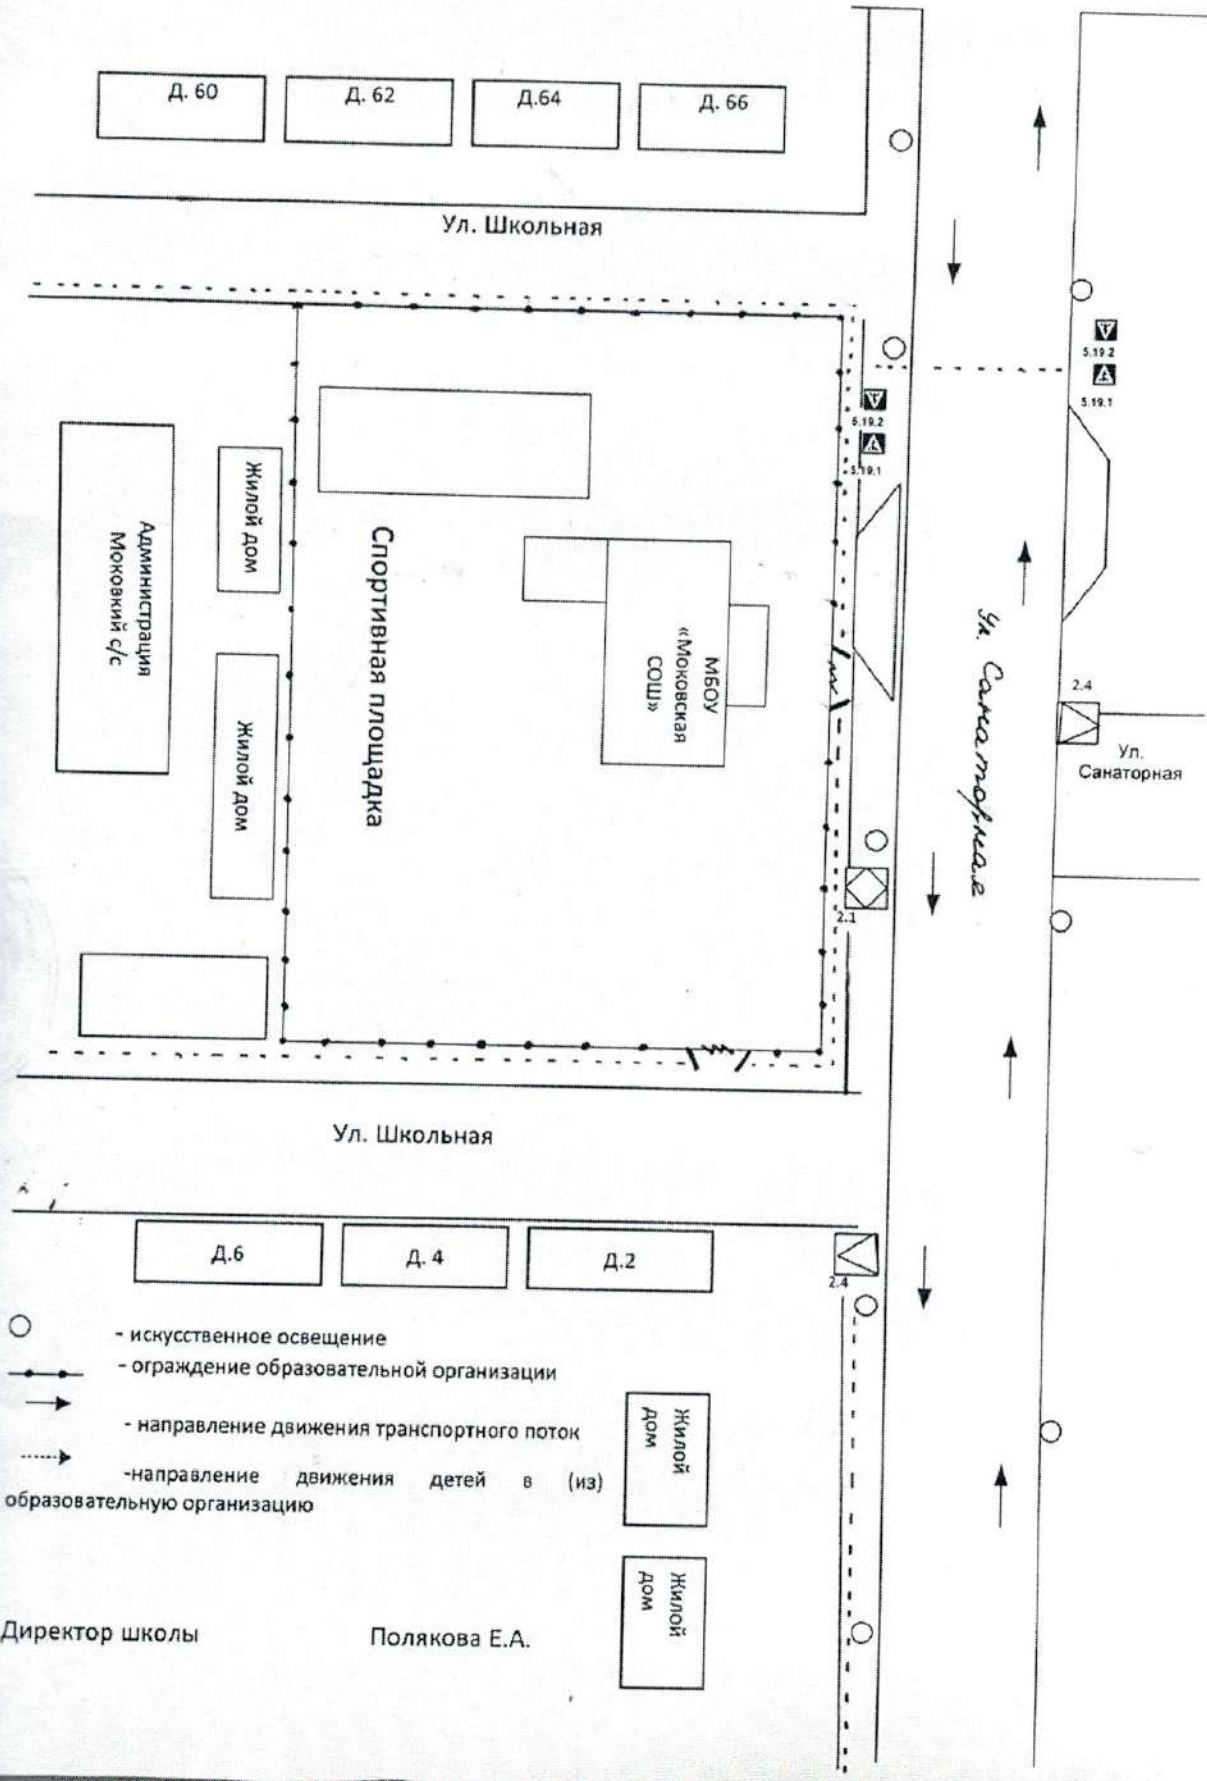 Д. 60
Д. 62
Д.64
Д. 66
Ул. Школьная
5.19.2
5.19.1
5.19.2
5.19.1
Жилой дом
Администрация
Моковкий с/с
Спортивная площадка
МБОУ
«Моковская
СОШ»
Жилой дом
Ул. Санаторная
2.4
Ул.
Санаторная
2.1
Ул. Школьная
Д.6
Д. 4
Д.2
2.4
- искусственное освещение
- ограждение образовательной организации
- направление движения транспортного поток
-направление движения детей в (из)
образовательную организацию
Жилой
дом
Жилой
дом
Директор школы
Полякова Е.А.